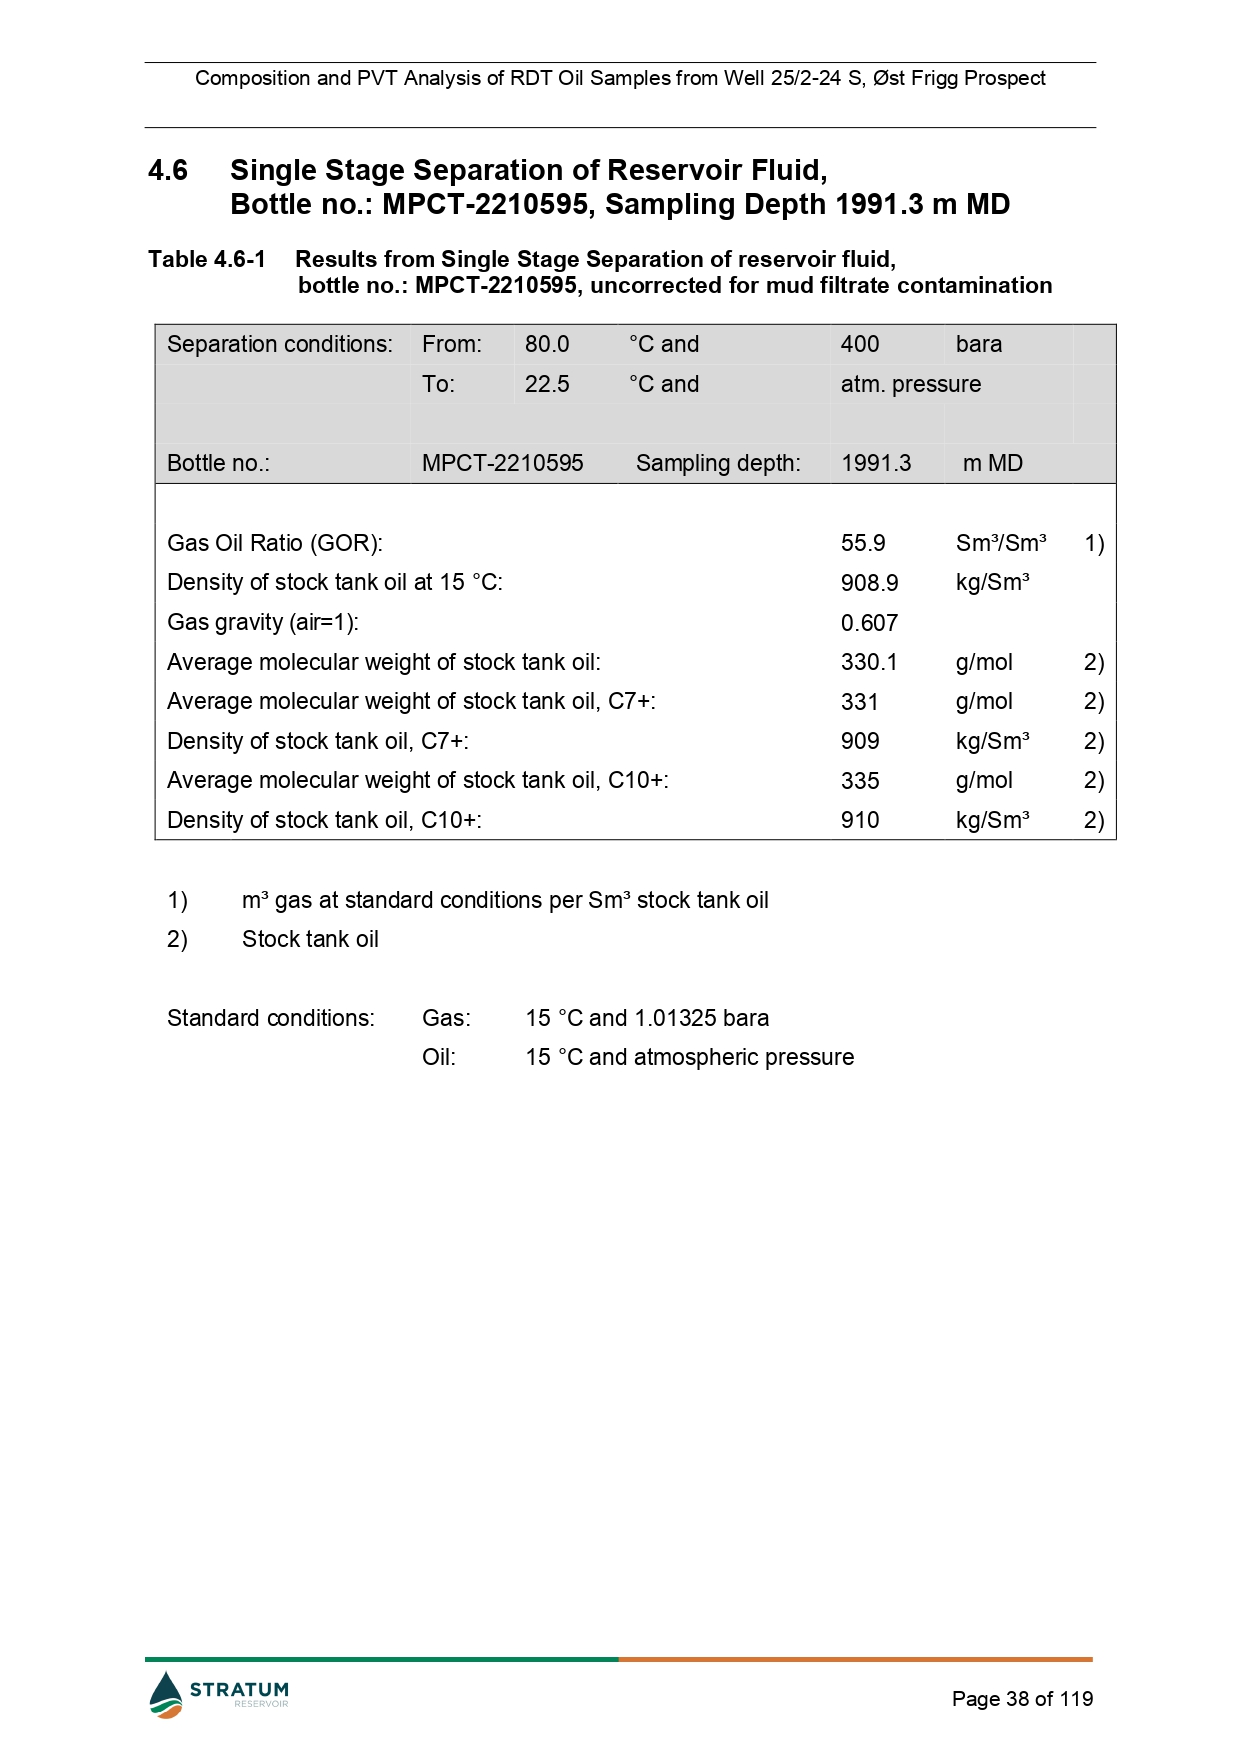 Composition and PVT Analysis of RDT Oil Samples from Well 25/2-24 S, Øst Frigg Prospect
4.6 Single Stage Separation of Reservoir Fluid,
Bottle no.: MPCT-2210595, Sampling Depth 1991.3 m MD
Table 4.6-1 Results from Single Stage Separation of reservoir fluid,
bottle no.: MPCT-2210595, uncorrected for mud filtrate contamination
Separation conditions: From: 80.0 °C and 400 bara
To: 22.5 °C and atm. pressure
Bottle no.: MPCT-2210595 Sampling depth: 1991.3 m MD
Gas Oil Ratio (GOR): 55.9 Sm³/Sm³ 1)
Density of stock tank oil at 15 °C: 908.9 kg/Sm³
Gas gravity (air=1): 0.607
Average molecular weight of stock tank oil: 330.1 g/mol 2)
Average molecular weight of stock tank oil, C7+: 331 g/mol 2)
Density of stock tank oil, C7+: 909 kg/Sm³ 2)
Average molecular weight of stock tank oil, C10+: 335 g/mol 2)
Density of stock tank oil, C10+: 910 kg/Sm³ 2)
1) m³ gas at standard conditions per Sm³ stock tank oil
2) Stock tank oil
Standard conditions: Gas: 15 °C and 1.01325 bara
Oil: 15 °C and atmospheric pressure
STRATUM
RESERVOIR
Page 38 of 119